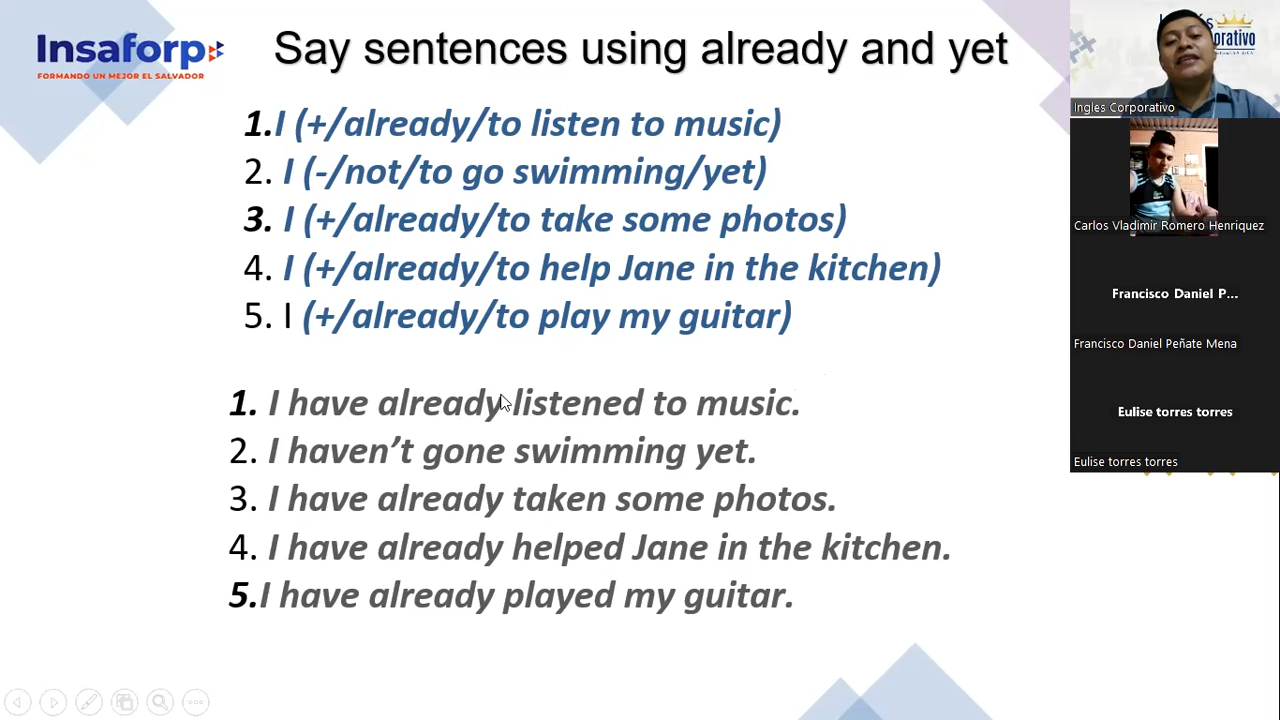 Insaforp
FORMANDO UN MEJOR EL SALVADOR
Say sentences using already and yet
1.I (+/already/to listen to music)
2. I (-/not/to go swimming/yet)
3. I (+/already/to take some photos)
4. I (+/already/to help Jane in the kitchen)
5. I (+/already/to play my guitar)
1. I have already listened to music.
2. I haven’t gone swimming yet.
3. I have already taken some photos.
4. I have already helped Jane in the kitchen.
5.I have already played my guitar.
Ingles Corporativo
Carlos Vladimir Romero Henriquez
Francisco Daniel P...
Francisco Daniel Peñate Mena
Eulise torres torres
Eulise torres torres